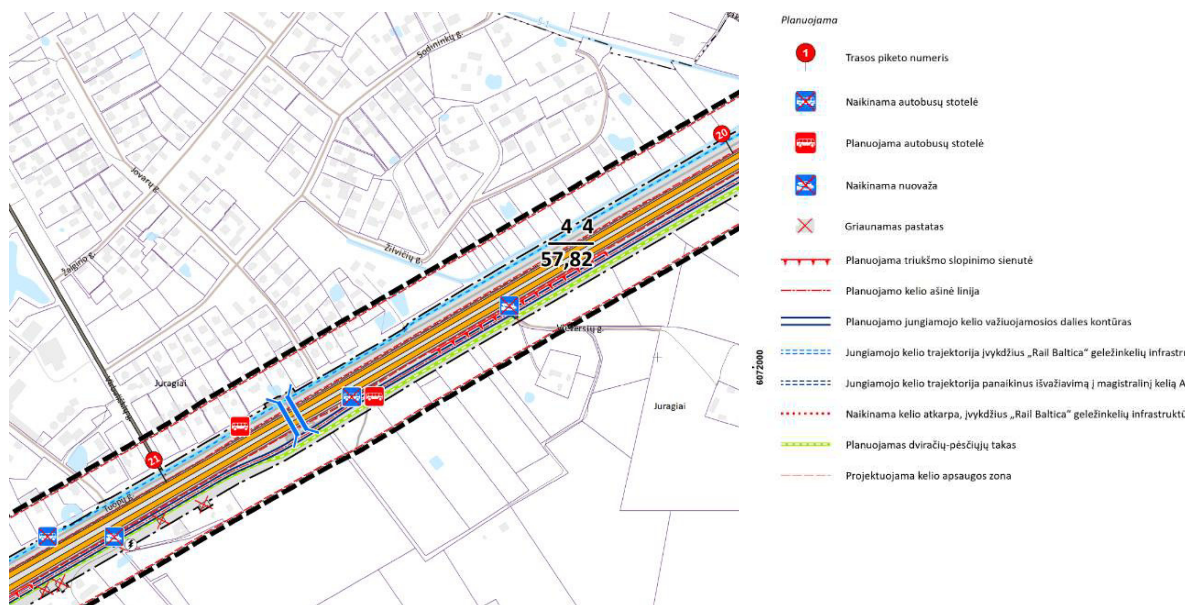 S-1
Sodininkų g.
20
Jovarų g.
Žalgirio g.
Žilvičių g.
4 4
57,82
Juragiai
Juragiai
21
Tuopų g.
6072000
Planuojama
1
Trasos piketo numeris
Naikinama autobusų stotelė
Planuojama autobusų stotelė
Naikinama nuovaža
Griaunamas pastatas
Planuojama triukšmo slopinimo sienutė
Planuojamo kelio ašinė linija
Planuojamo jungiamojo kelio važiuojamosios dalies kontūras
Jungiamojo kelio trajektorija įvykdžius „Rail Baltica“ geležinkelių infrastru
Jungiamojo kelio trajektorija panaikinus išvažiavimą į magistralinį kelią A
Naikinama kelio atkarpa, įvykdžius „Rail Baltica“ geležinkelių infrastruktū
Planuojamas dviračių-pėsčiųjų takas
Projektuojama kelio apsaugos zona